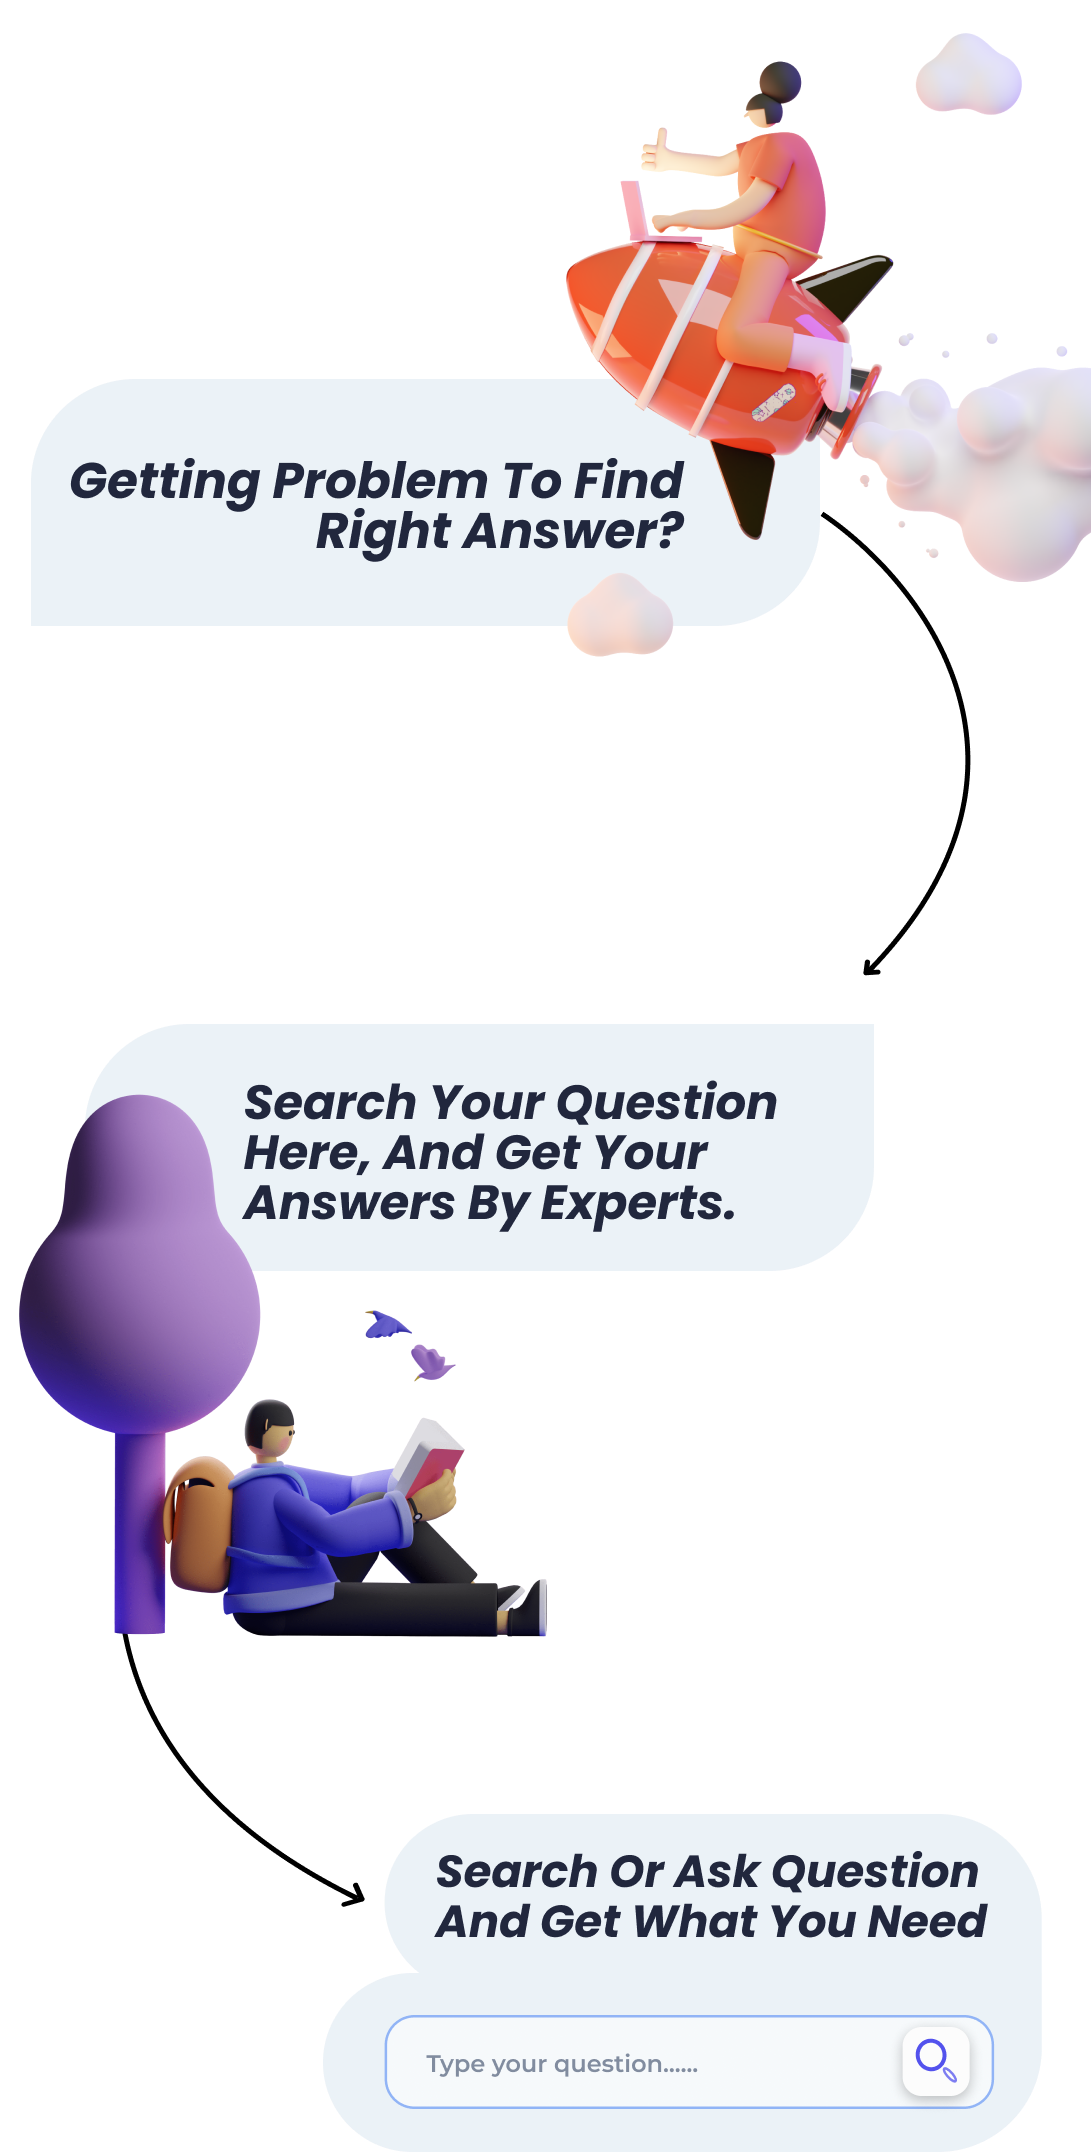 Getting Problem To Find
Right Answer?
Search Your Question
Here, And Get Your
Answers By Experts.
Search Or Ask Question
And Get What You Need
Type your question......